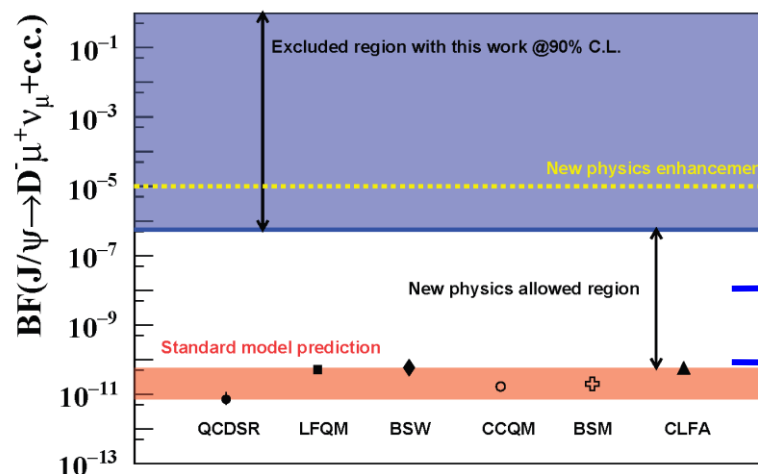 BF(J/ψ→D⁻μ⁺ν_μ+c.c.)
10⁻¹
Excluded region with this work @90% C.L.
10⁻³
New physics enhancemen
10⁻⁵
10⁻⁷
New physics allowed region
10⁻⁹
Standard model prediction
10⁻¹¹
QCDSR LFQM BSW CCQM BSM CLFA
10⁻¹³